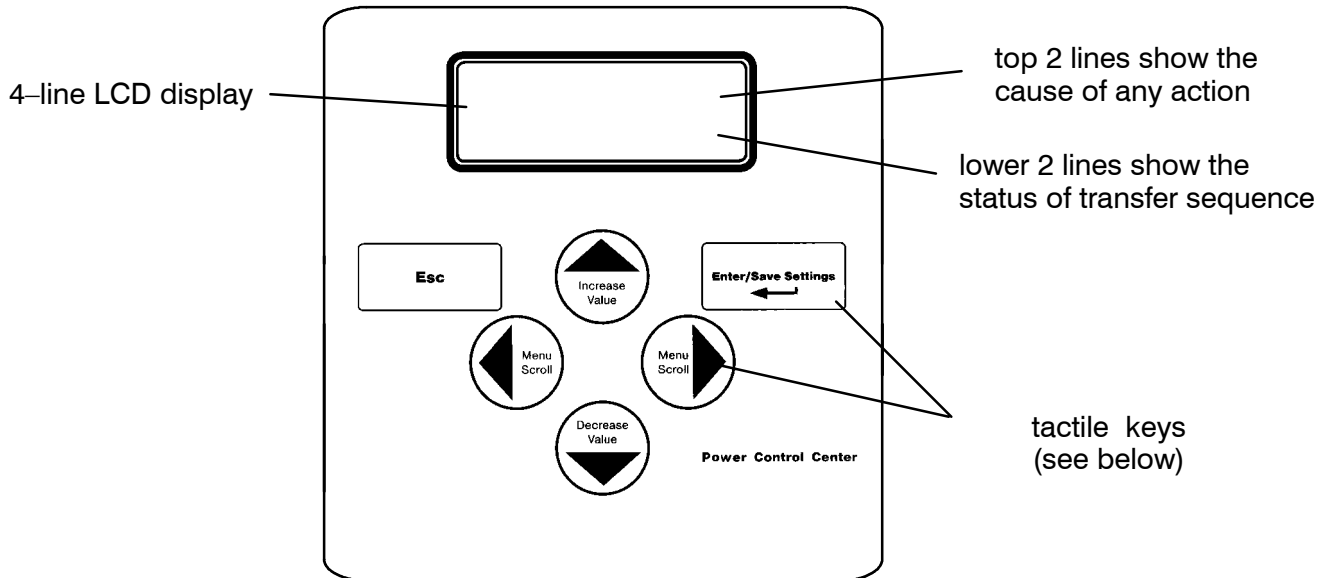 4–line LCD display
top 2 lines show the
cause of any action
lower 2 lines show the
status of transfer sequence
Esc
Increase
Value
Enter/Save Settings
Menu
Scroll
Menu
Scroll
Decrease
Value
Power Control Center
tactile keys
(see below)